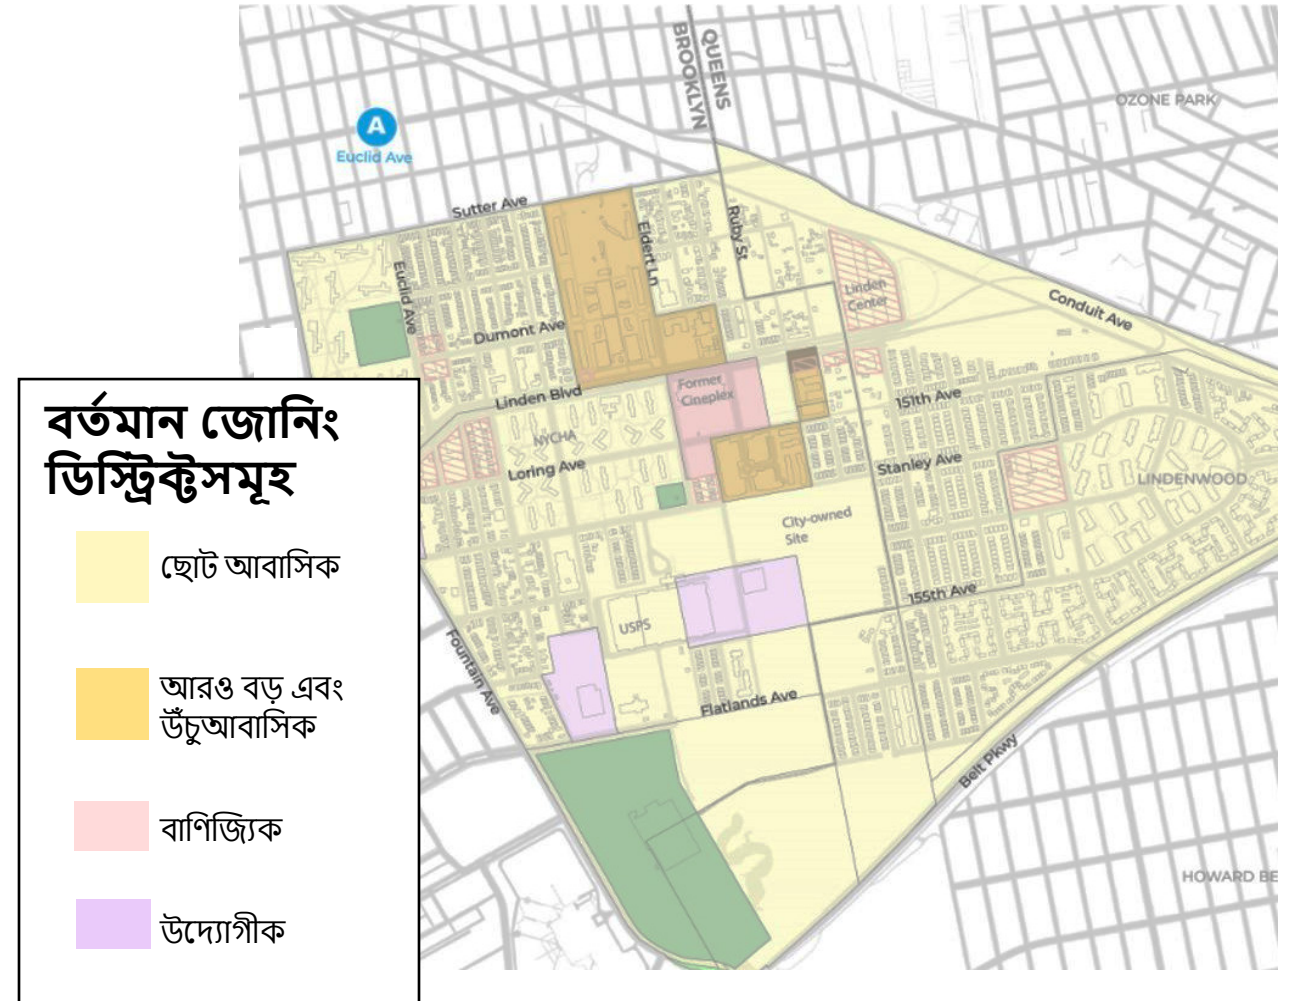 QUEENS
BROOKLYN
OZONE PARK
A
Euclid Ave
Sutter Ave
Ruby St
Eldert Ln
Euclid Ave
Linden
Center
Conduit Ave
Dumont Ave
Linden Blvd
Former
Cineplex
151th Ave
NYCHA
Loring Ave
Stanley Ave
LINDENWOOD
City-owned
Site
155th Ave
USPS
Fountain Ave
Flatlands Ave
Belt Pkwy
HOWARD BE
বর্তমান জোনিং
ডিস্ট্রিক্টসমূহ
ছোট আবাসিক
আরও বড় এবং
উঁচুআবাসিক
বাণিজ্যিক
উদ্যোগীক